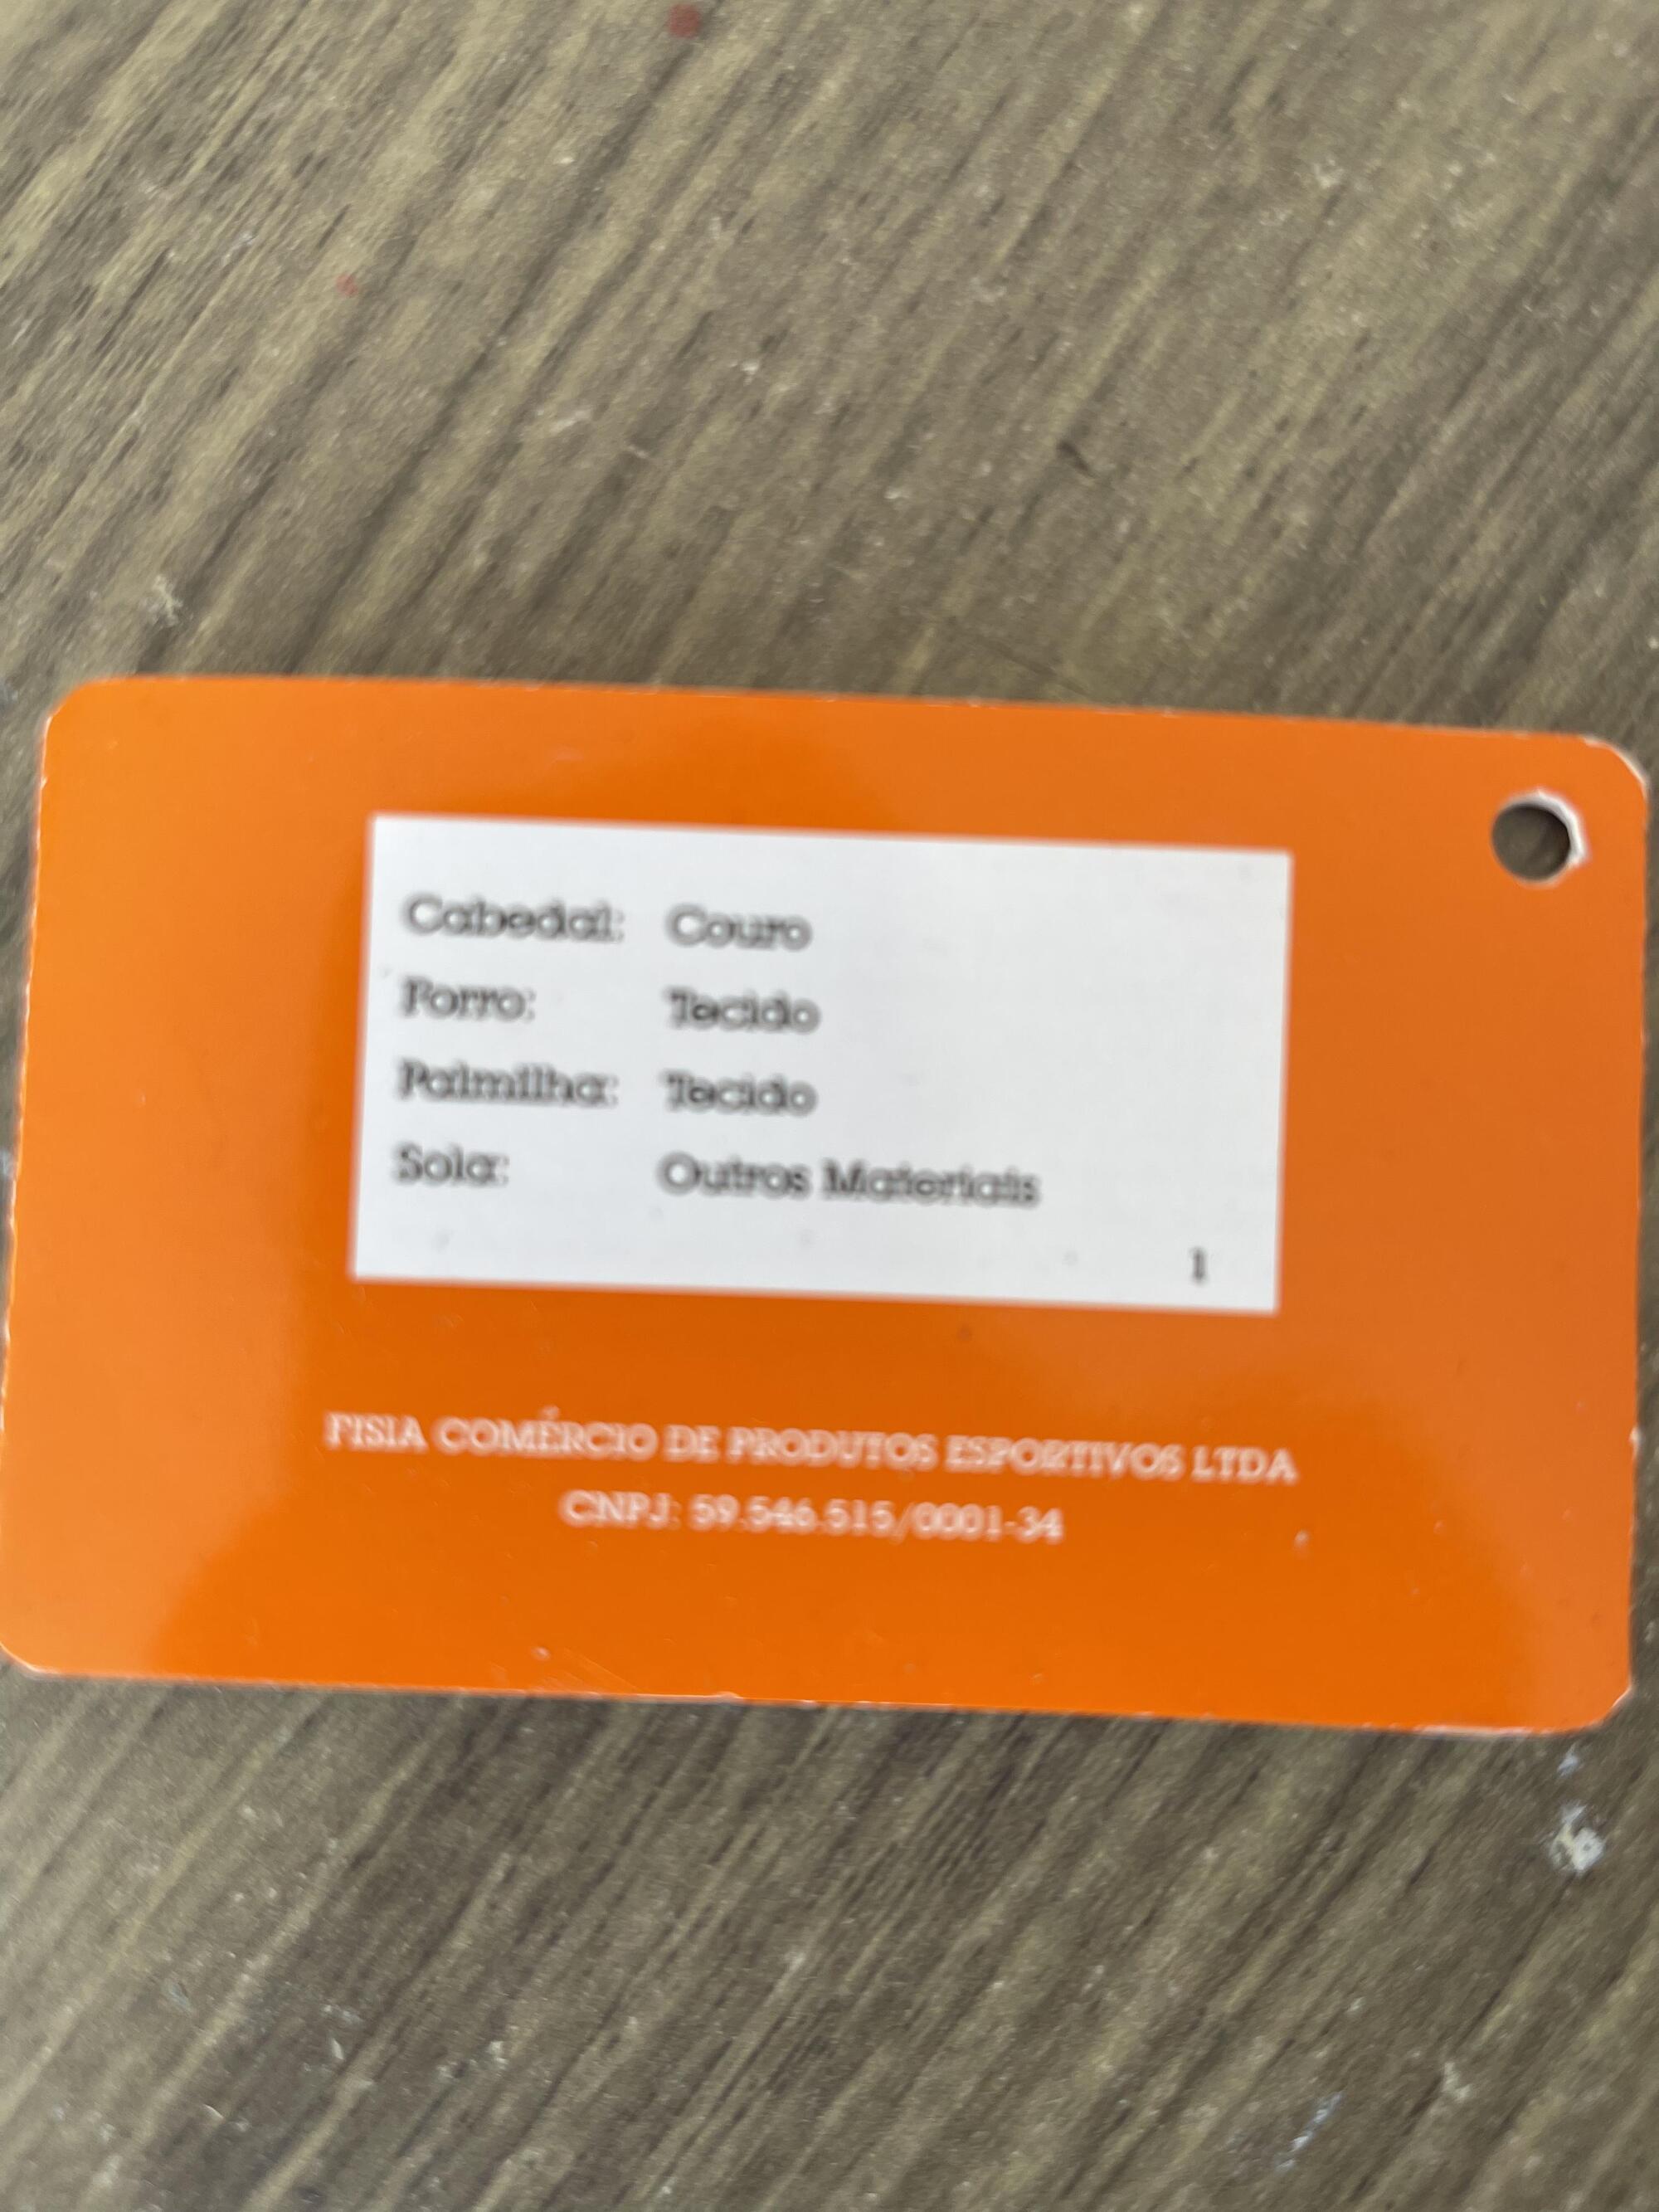 Cabedal: Couro
Forro: Tecido
Palmilha: Tecido
Sola: Outros Materiais
1
FISIA COMÉRCIO DE PRODUTOS ESPORTIVOS LTDA
CNPJ: 59.546.515/0001-34